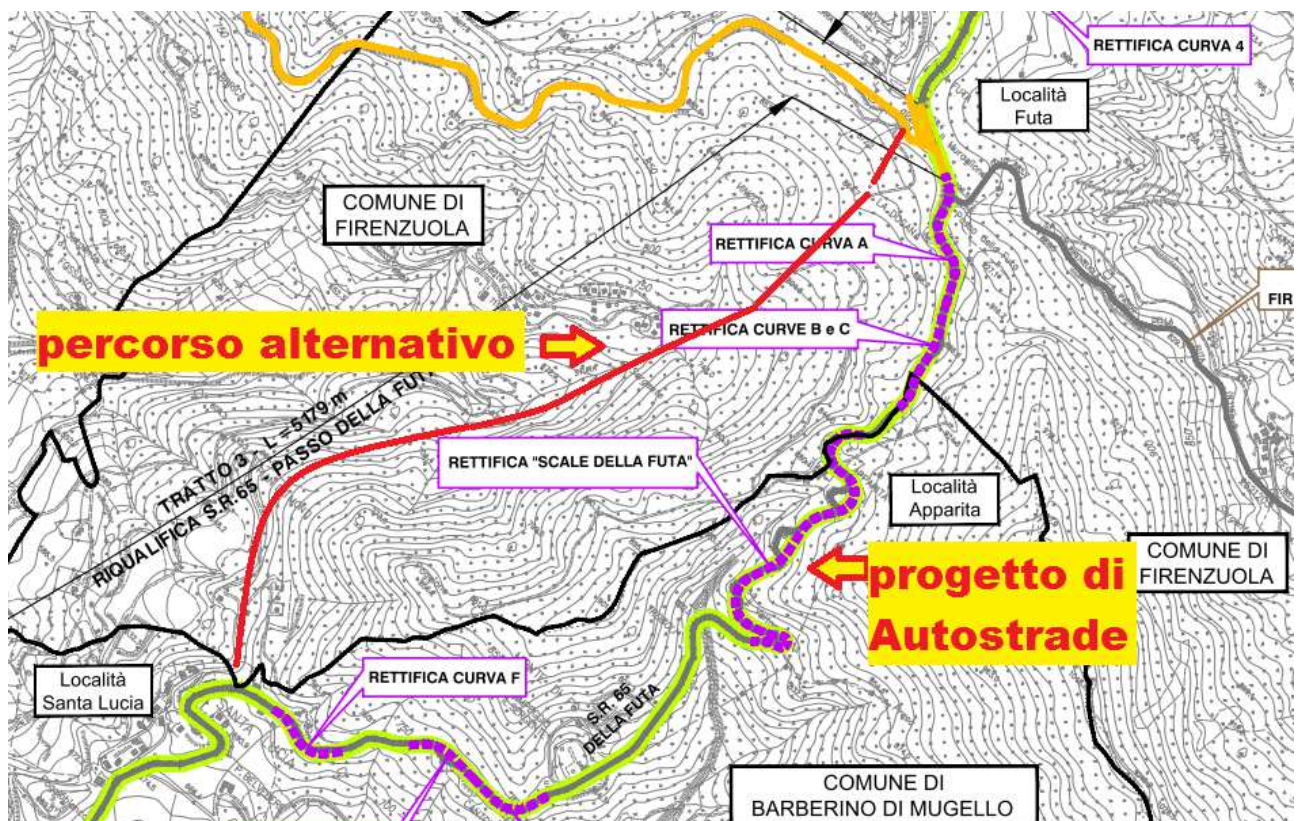 RETTIFICA CURVA 4
Località
Futa
COMUNE DI
FIRENZUOLA
RETTIFICA CURVA A
FIR
percorso alternativo
RETTIFICA CURVE B e C
TRATTO 3 - L = 5179 m
RIQUALIFICA S.R.65 - PASSO DELLA FUTA
RETTIFICA "SCALE DELLA FUTA"
Località
Apparita
COMUNE DI
FIRENZUOLA
progetto di
Autostrade
Località
Santa Lucia
RETTIFICA CURVA F
S.R. 65
DELLA FUTA
COMUNE DI
BARBERINO DI MUGELLO